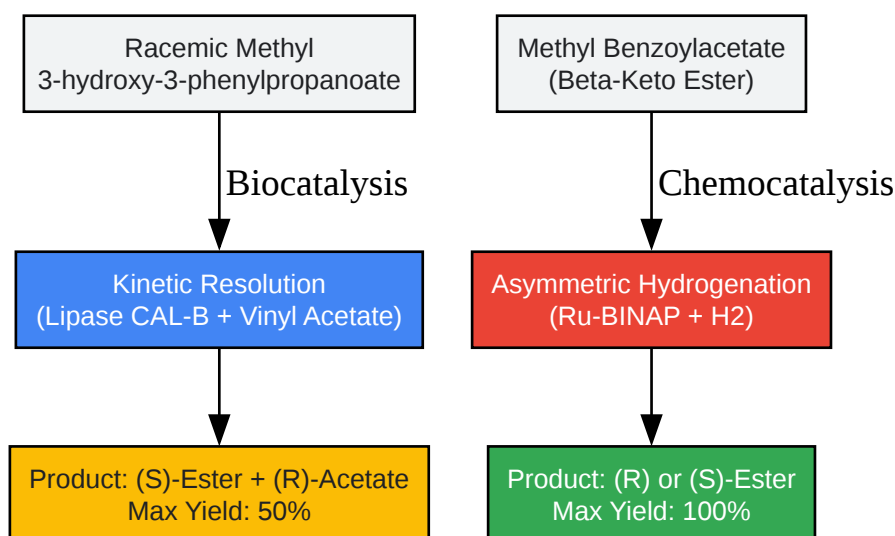 Racemic Methyl
3-hydroxy-3-phenylpropanoate
Methyl Benzoylacetate
(Beta-Keto Ester)
Biocatalysis
Chemocatalysis
Kinetic Resolution
(Lipase CAL-B + Vinyl Acetate)
Asymmetric Hydrogenation
(Ru-BINAP + H2)
Product: (S)-Ester + (R)-Acetate
Max Yield: 50%
Product: (R) or (S)-Ester
Max Yield: 100%